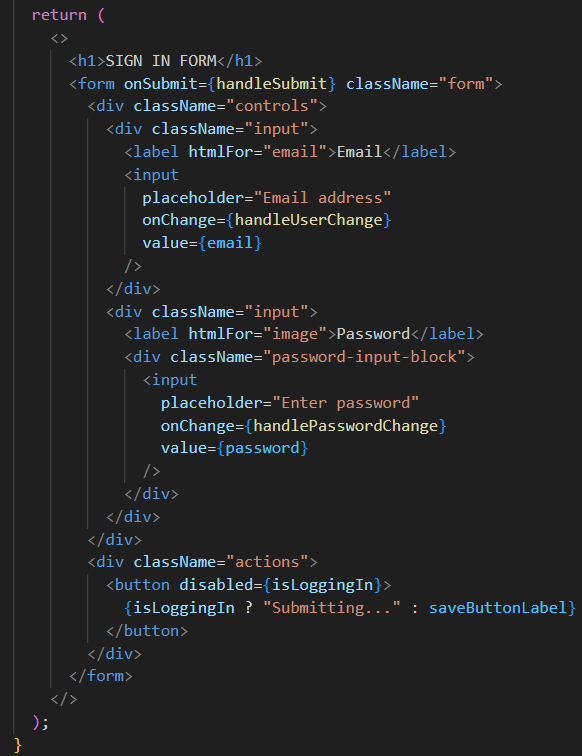 return (
<>
<h1>SIGN IN FORM</h1>
<form onSubmit={handleSubmit} className="form">
<div className="controls">
<div className="input">
<label htmlFor="email">Email</label>
<input
placeholder="Email address"
onChange={handleUserChange}
value={email}
/>
</div>
<div className="input">
<label htmlFor="image">Password</label>
<div className="password-input-block">
<input
placeholder="Enter password"
onChange={handlePasswordChange}
value={password}
/>
</div>
</div>
</div>
<div className="actions">
<button disabled={isLoggingIn}>
{isLoggingIn ? "Submitting..." : saveButtonLabel}
</button>
</div>
</form>
</>
);
}